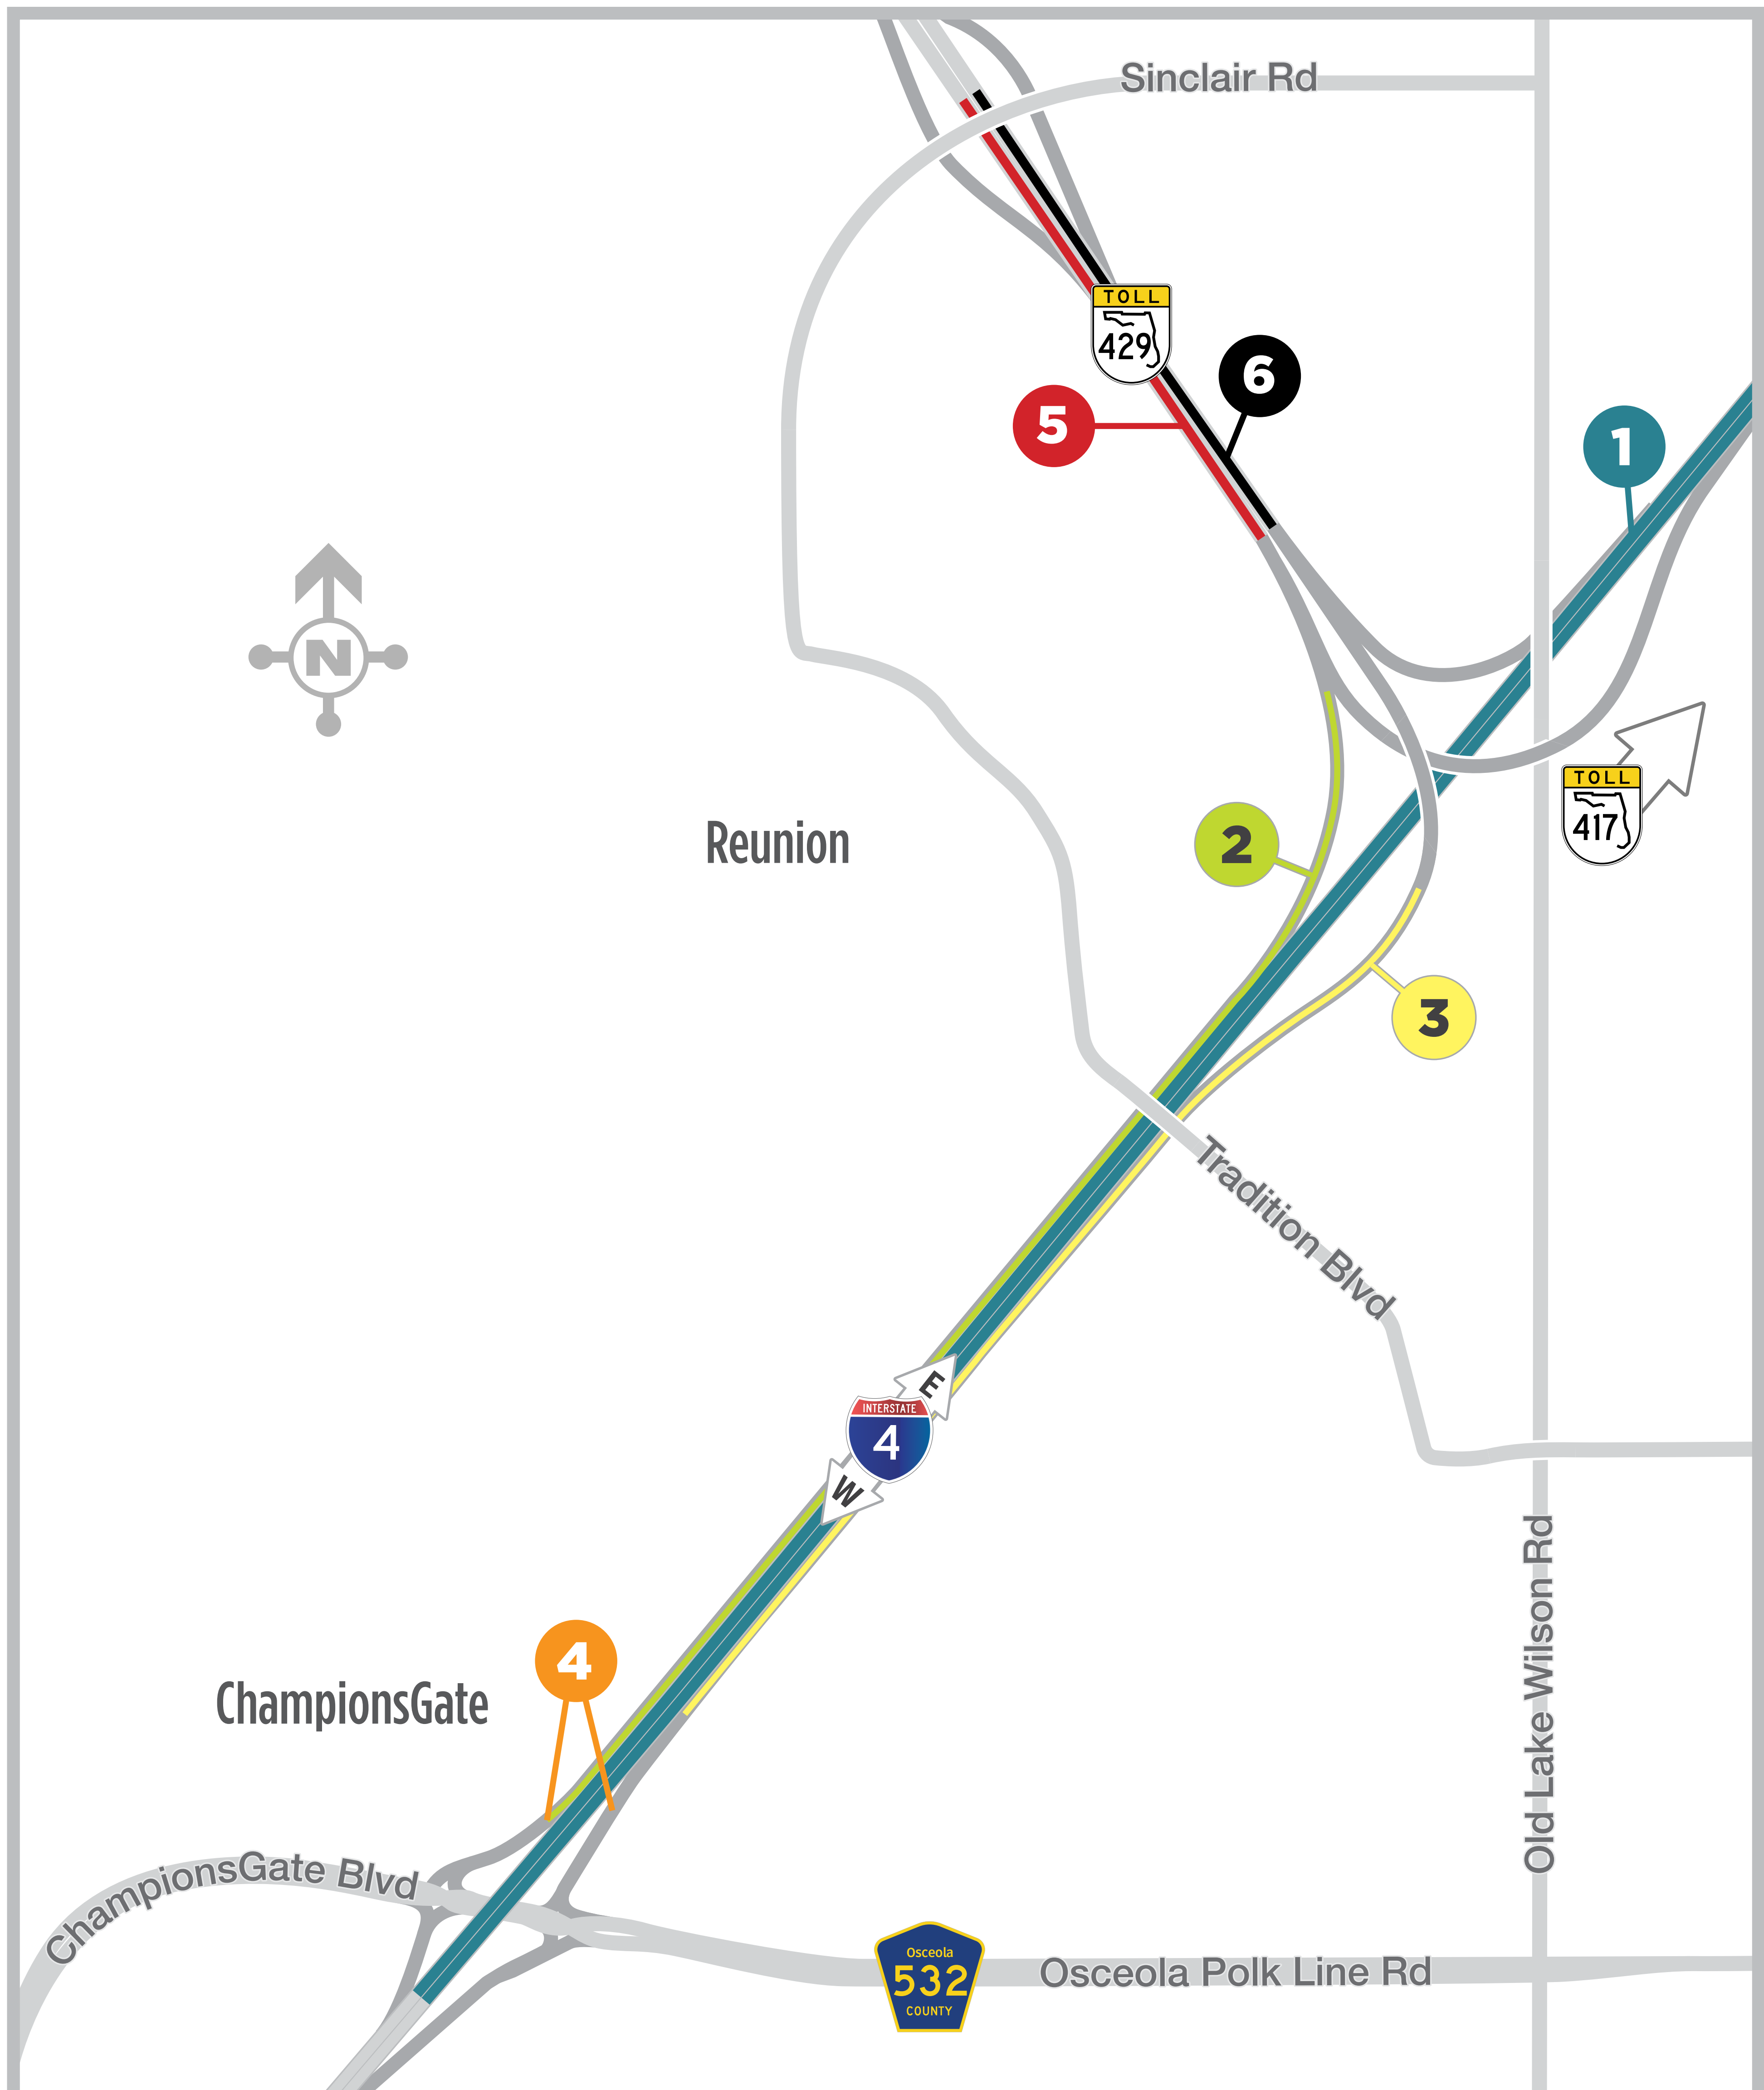 Sinclair Rd
TOLL
429
6
5
1
N
TOLL
417
Reunion
2
3
Tradition Blvd
E
INTERSTATE
4
W
Old Lake Wilson Rd
4
ChampionsGate
ChampionsGate Blvd
Osceola
532
COUNTY
Osceola Polk Line Rd